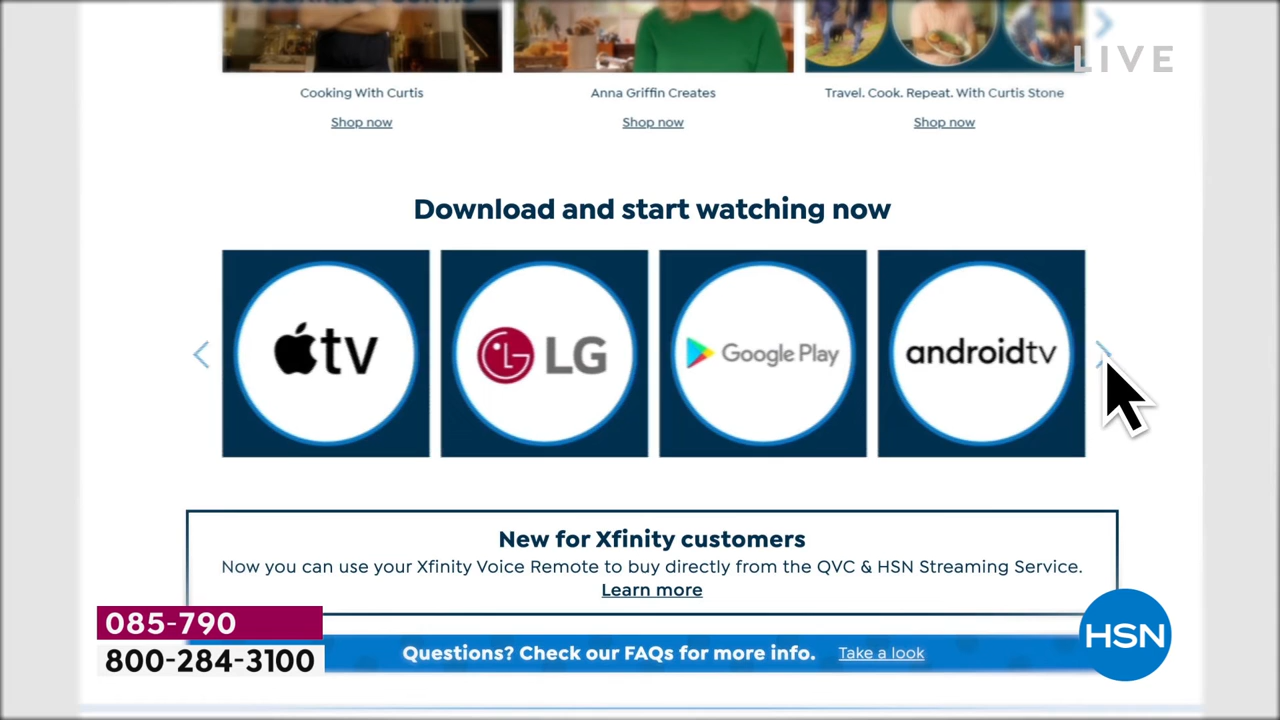 LIVE
Cooking With Curtis
Anna Griffin Creates
Travel. Cook. Repeat. With Curtis Stone
Shop now
Shop now
Shop now
Download and start watching now
tv
LG
Google Play
androidtv
New for Xfinity customers
Now you can use your Xfinity Voice Remote to buy directly from the QVC & HSN Streaming Service.
Learn more
085-790
800-284-3100
Questions? Check our FAQs for more info. Take a look
HSN